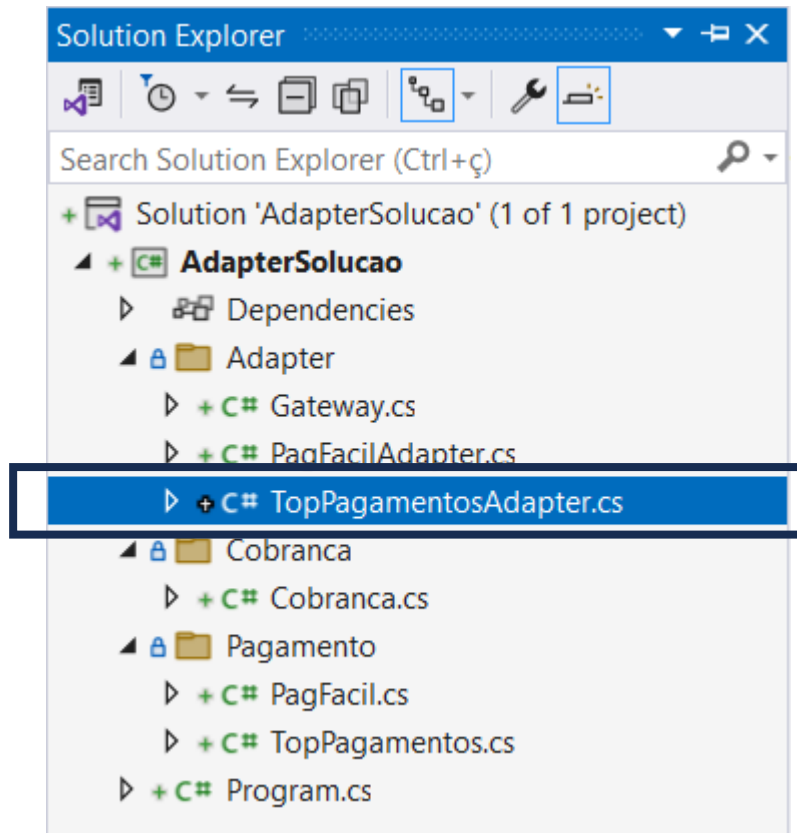 Solution Explorer
Search Solution Explorer (Ctrl+ç)
Solution 'AdapterSolucao' (1 of 1 project)
C# AdapterSolucao
Dependencies
Adapter
C# Gateway.cs
C# PagFacilAdapter.cs
C# TopPagamentosAdapter.cs
Cobranca
C# Cobranca.cs
Pagamento
C# PagFacil.cs
C# TopPagamentos.cs
C# Program.cs